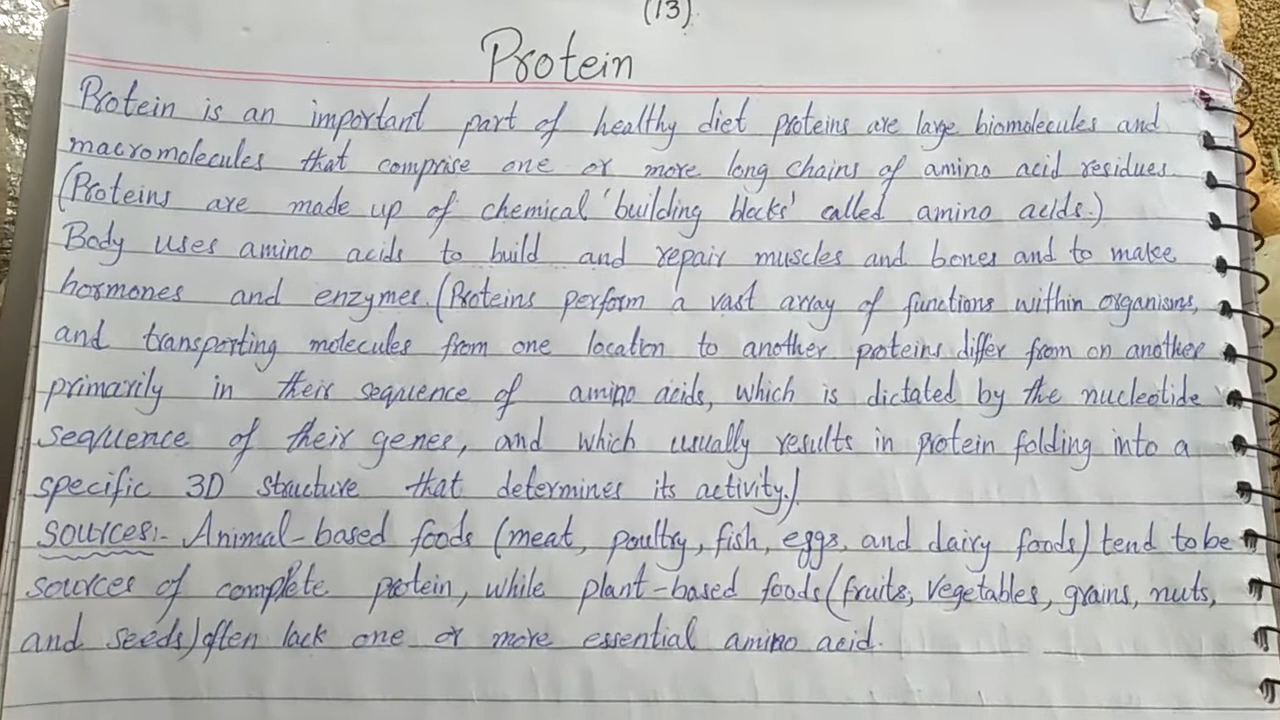 (13)
Protein
Protein is an important part of healthy diet proteins are large biomolecules and
macromolecules that comprise one or more long chains of amino acid residues.
(Proteins are made up of chemical 'building blocks' called amino acids.)
Body uses amino acids to build and repair muscles and bones and to make
hormones and enzymes. (Proteins perform a vast array of functions within organisms,
and transporting molecules from one location to another proteins differ from on another
primarily in their sequence of amino acids, which is dictated by the nucleotide
sequence of their genes, and which usually results in protein folding into a
specific 3D structure that determines its activity.)
Sources:- Animal-based foods (meat, poultry, fish, eggs, and dairy foods) tend to be
sources of complete protein, while plant-based foods (fruits, vegetables, grains, nuts,
and seeds) often lack one or more essential amino acid.